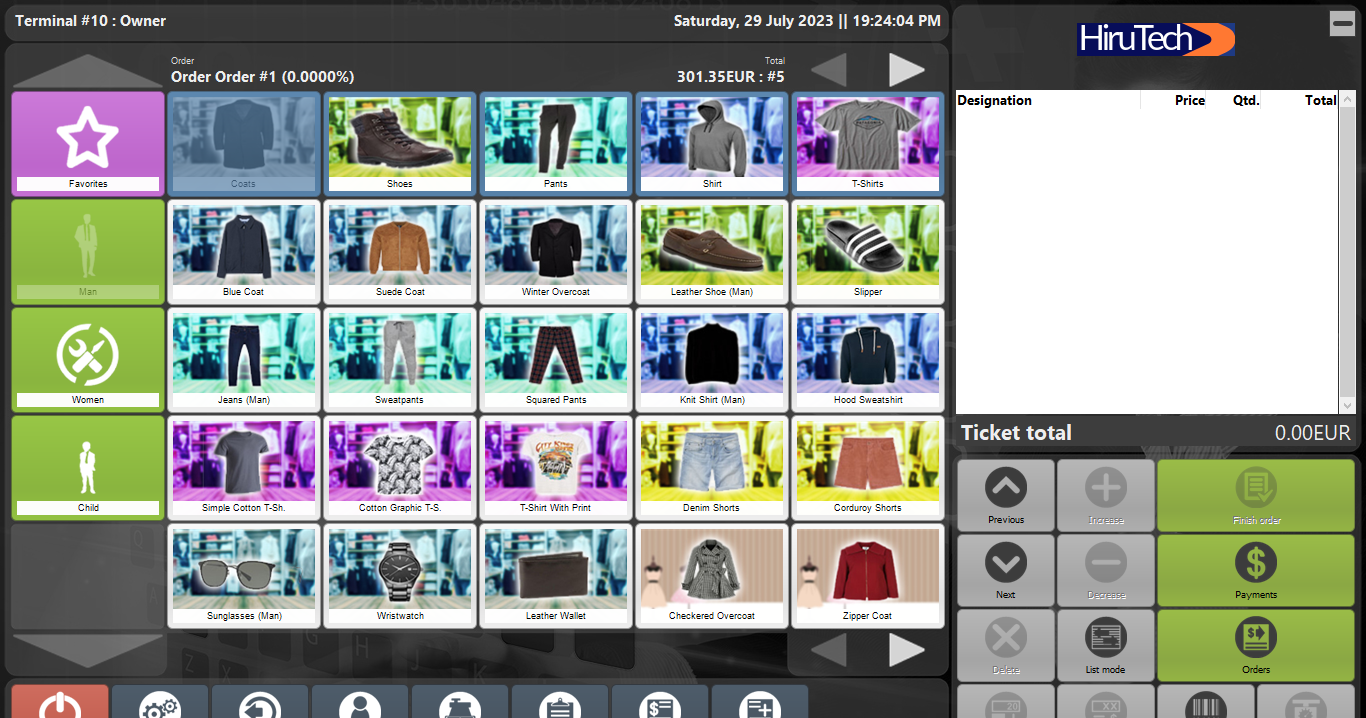 Terminal #10 : Owner
Saturday, 29 July 2023 || 19:24:04 PM
HiruTech
Order
Order Order #1 (0.0000%)
Total
301.35EUR : #5
Favorites
Coats
Shoes
Pants
Shirt
T-Shirts
Man
Blue Coat
Suede Coat
Winter Overcoat
Leather Shoe (Man)
Slipper
Women
Jeans (Man)
Sweatpants
Squared Pants
Knit Shirt (Man)
Hood Sweatshirt
Child
Simple Cotton T-Sh.
Cotton Graphic T-S.
T-Shirt With Print
Denim Shorts
Corduroy Shorts
Sunglasses (Man)
Wristwatch
Leather Wallet
Checkered Overcoat
Zipper Coat
Designation Price Qtd. Total
Ticket total 0.00EUR
Previous
Increase
Finish order
Next
Decrease
Payments
Delete
List mode
Orders